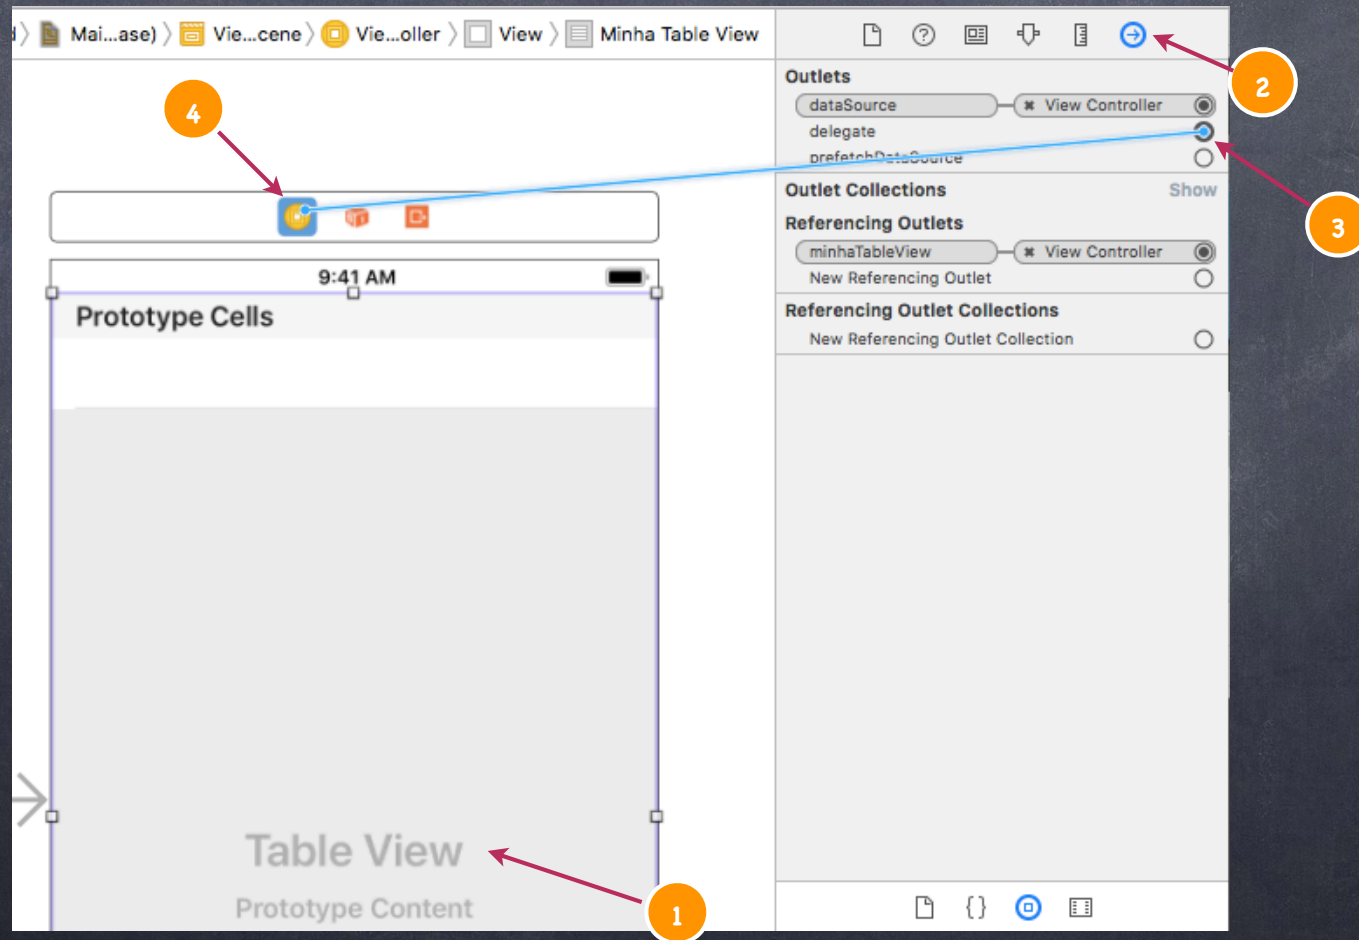 Mai...ase) Vie...cene Vie...oller View Minha Table View
Outlets
dataSource View Controller
delegate
prefetchDataSource
Outlet Collections Show
Referencing Outlets
minhaTableView View Controller
New Referencing Outlet
Referencing Outlet Collections
New Referencing Outlet Collection
2
3
4
9:41 AM
Prototype Cells
Table View
Prototype Content
1